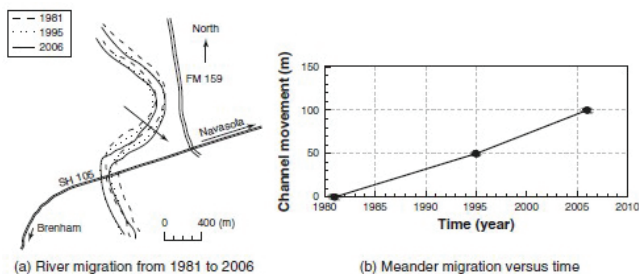 1981
1995
2006
North
FM 159
Navasota
SH 105
Brenham
0 400 (m)
(a) River migration from 1981 to 2006
Channel movement (m)
150
100
50
0
1980 1985 1990 1995 2000 2005 2010
Time (year)
(b) Meander migration versus time